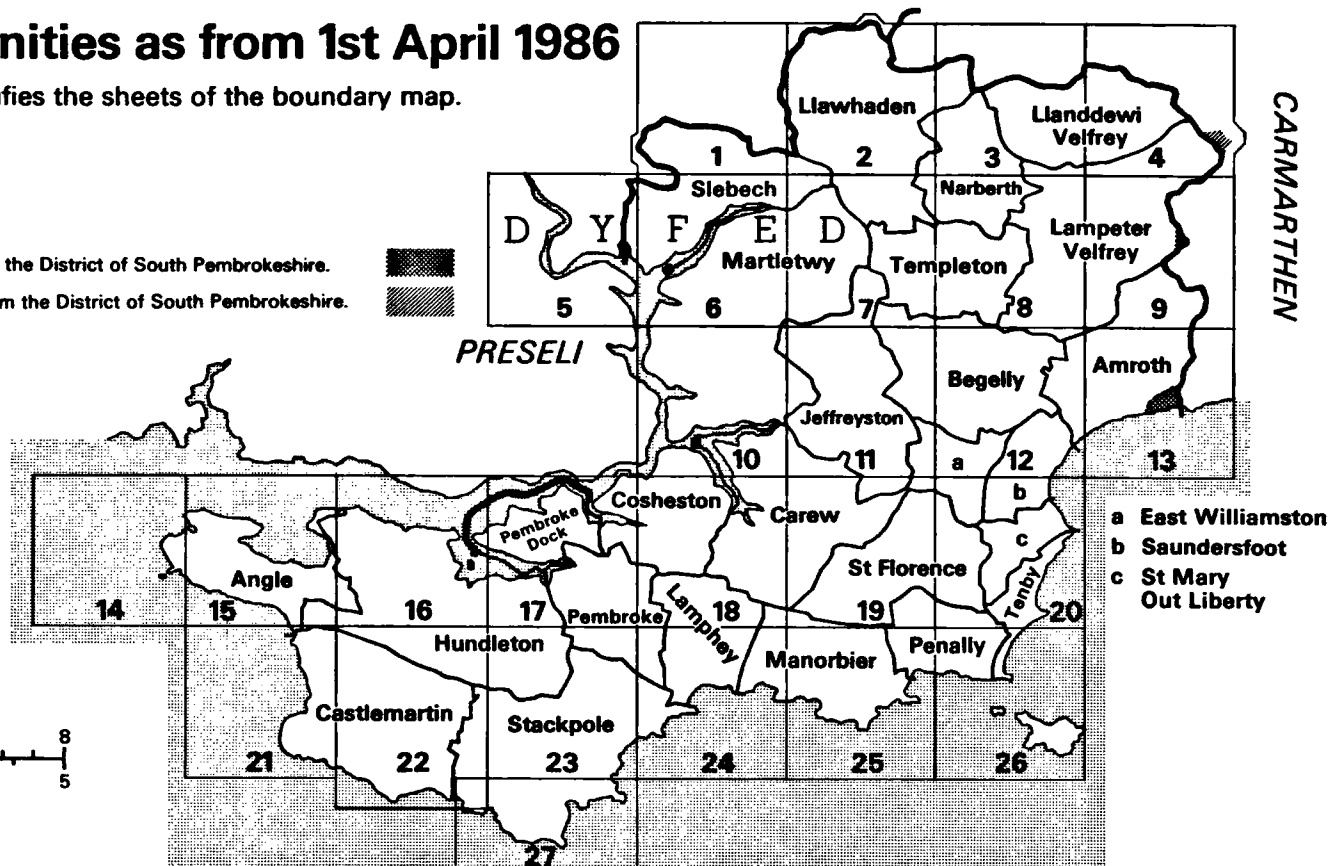 nities as from 1st April 1986
fies the sheets of the boundary map.
the District of South Pembrokeshire.
m the District of South Pembrokeshire.
CARMARTHEN
PRESELI
D Y F E D
Llawhaden
Llanddewi
Velfrey
1
2
3
4
Slebech
Narberth
Lampeter
Velfrey
Martletwy
Templeton
5
6
7
8
9
Begelly
Amroth
Jeffreyston
10
11
a
12
13
b
Cosheston
Carew
Pembroke
Dock
a
c
Angle
St Florence
Tenby
14
15
16
17
Pembroke
Lamphey
18
19
20
Hundleton
Manorbier
Penally
Castlemartin
Stackpole
21
22
23
24
25
26
27
a East Williamston
b Saundersfoot
c St Mary
Out Liberty
8
5